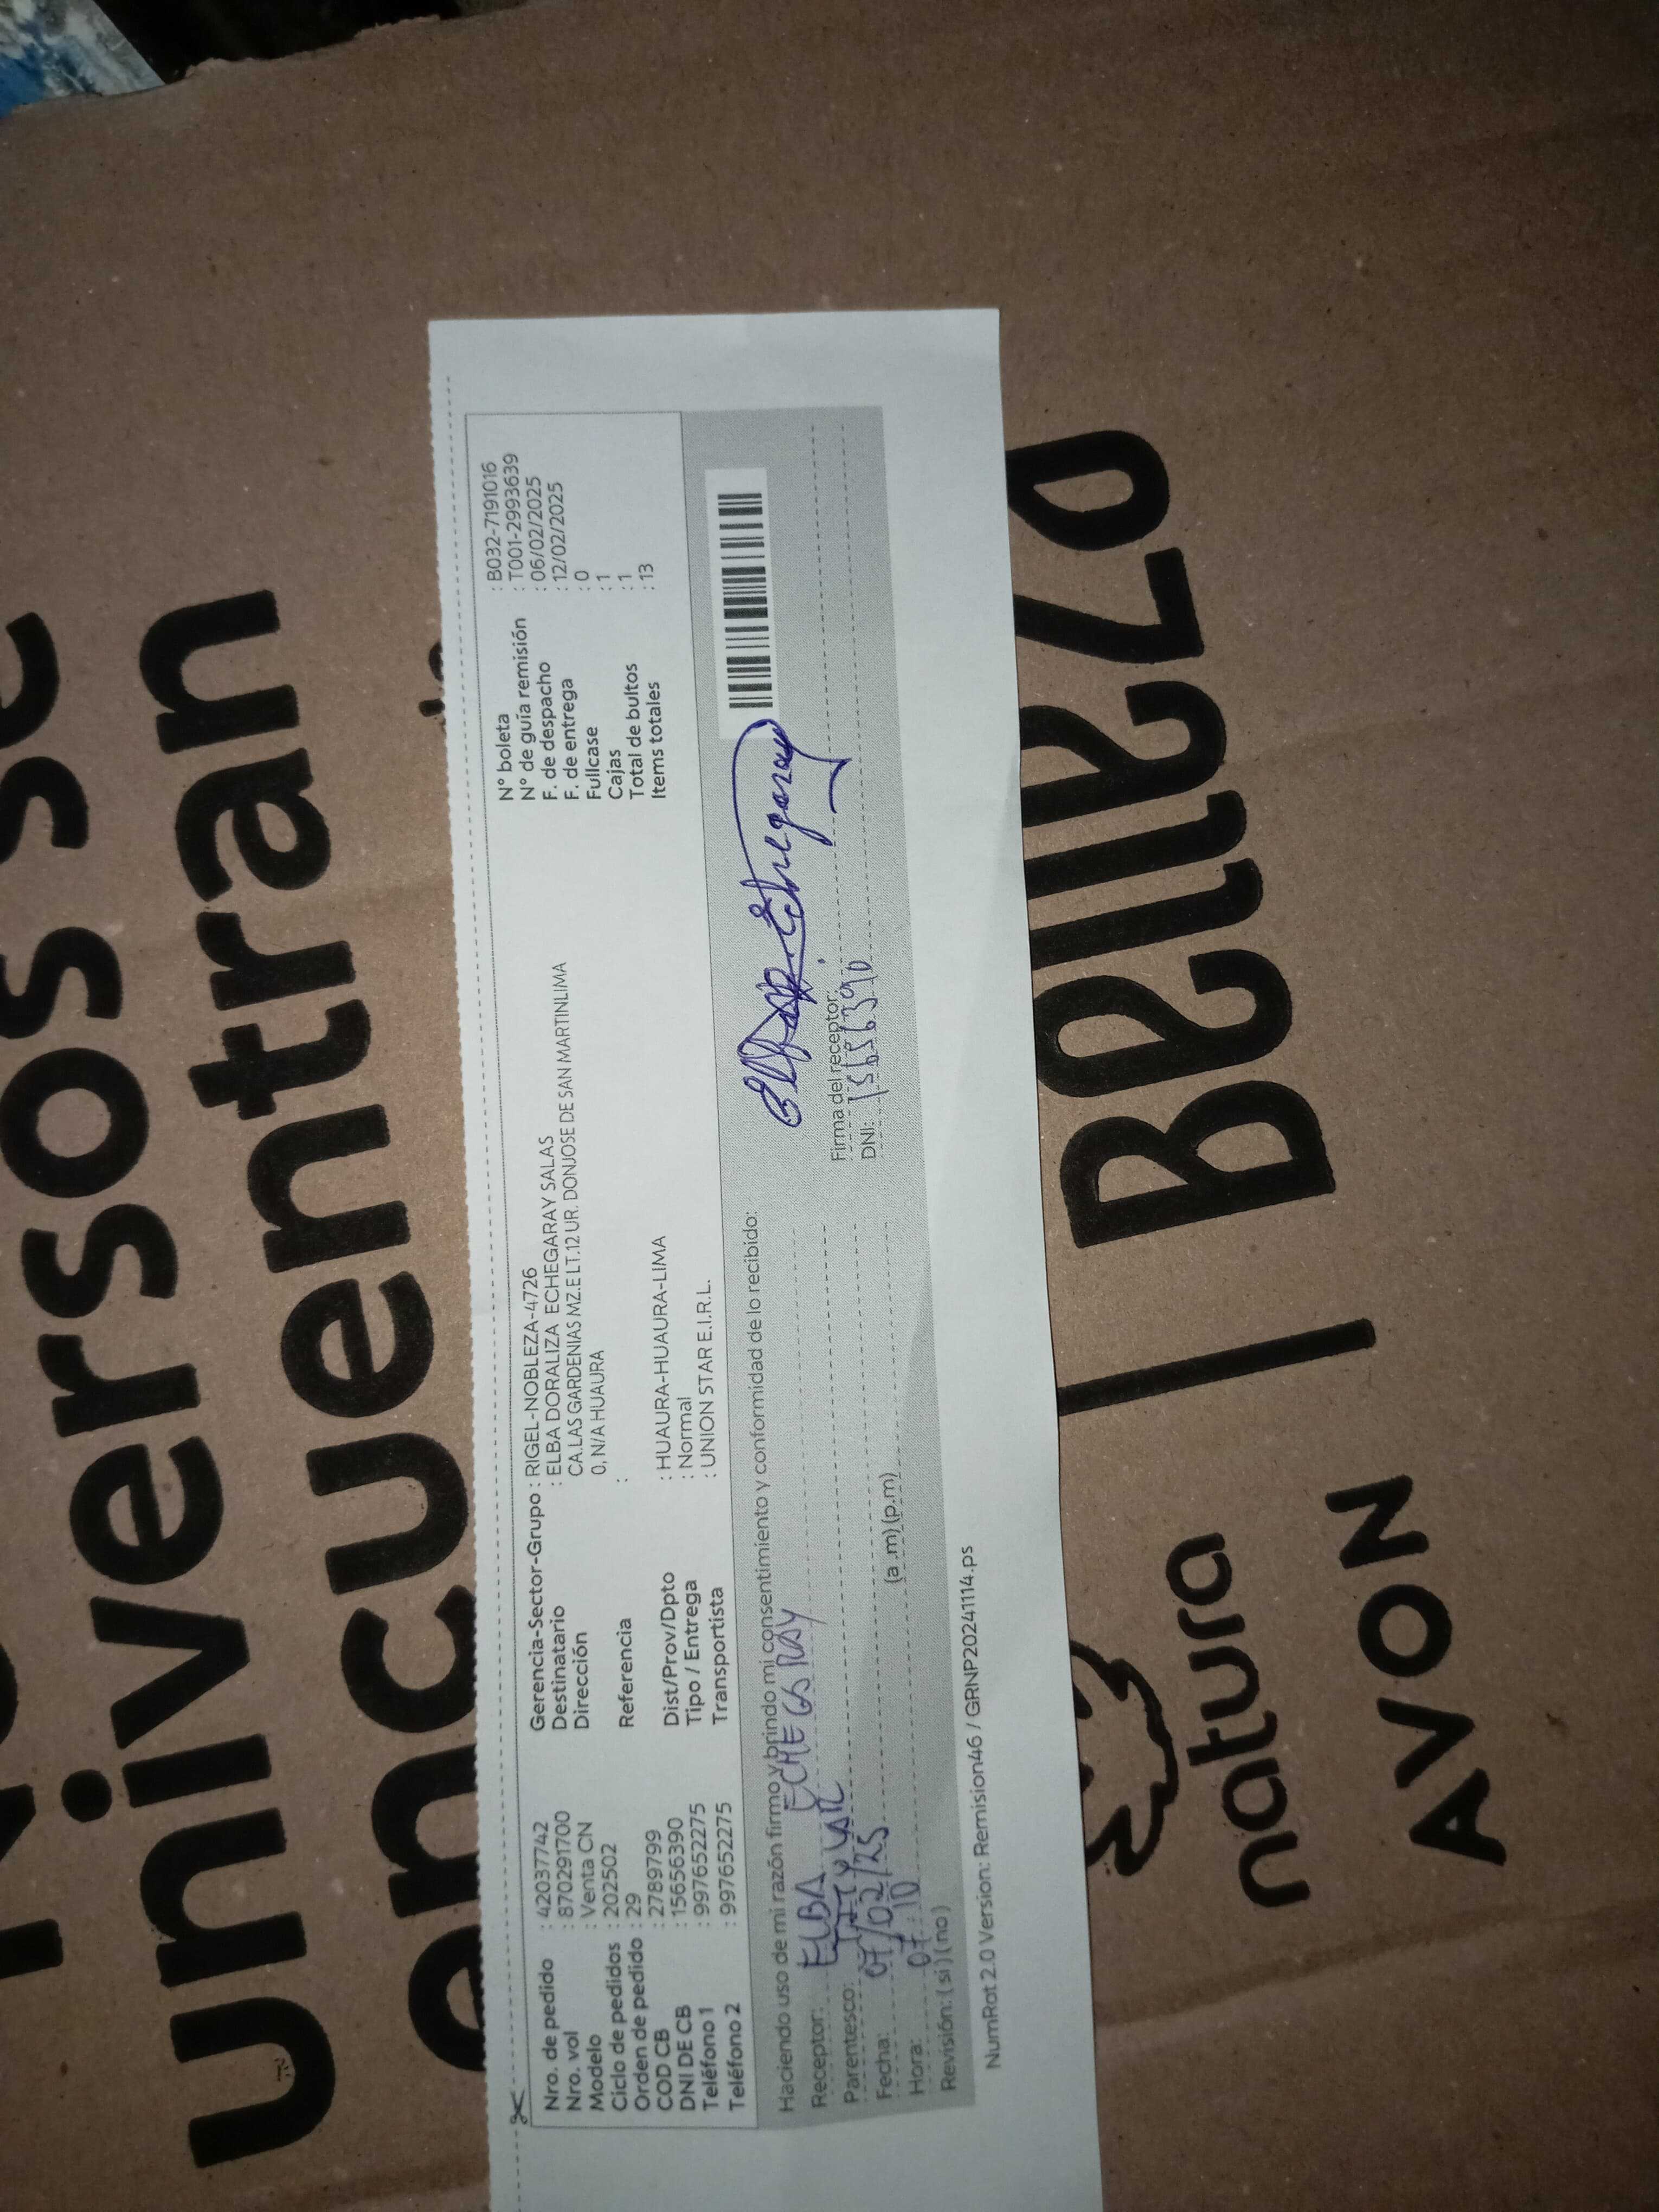 universos se
encuentran
Nro. de pedido : 42037742
Nro. vol : 870291700
Modelo : Venta CN
Ciclo de pedidos : 202502
Orden de pedido : 29
COD CB : 2789799
DNI DE CB : 15656390
Teléfono 1 : 997652275
Teléfono 2 : 997652275
Gerencia-Sector-Grupo : RIGEL-NOBLEZA-4726
Destinatario : ELBA DORALIZA ECHEGARAY SALAS
Dirección CA.LAS GARDENIAS MZ.E LT.12 UR. DONJOSE DE SAN MARTINLIMA
0, N/A HUAURA
Referencia :
Dist/Prov/Dpto : HUAURA-HUAURA-LIMA
Tipo / Entrega : Normal
Transportista : UNION STAR E.I.R.L.
N° boleta : B032-7191016
N° de guía remisión : T001-2993639
F. de despacho : 06/02/2025
F. de entrega : 12/02/2025
Fullcase : 0
Cajas : 1
Total de bultos : 1
Items totales : 13
Haciendo uso de mi razón firmo y brindo mi consentimiento y conformidad de lo recibido:
Receptor: ELBA ECHEGARAY
Parentesco: TITULAR
Fecha: 07/02/25
Hora: 07:10 (a.m) (p.m)
Revisión: (si) (no)
Elba Echegaray
Firma del receptor:
DNI: 15656390
NumRot 2.0 Version: Remision46 / GRNP20241114.ps
natura
AVON